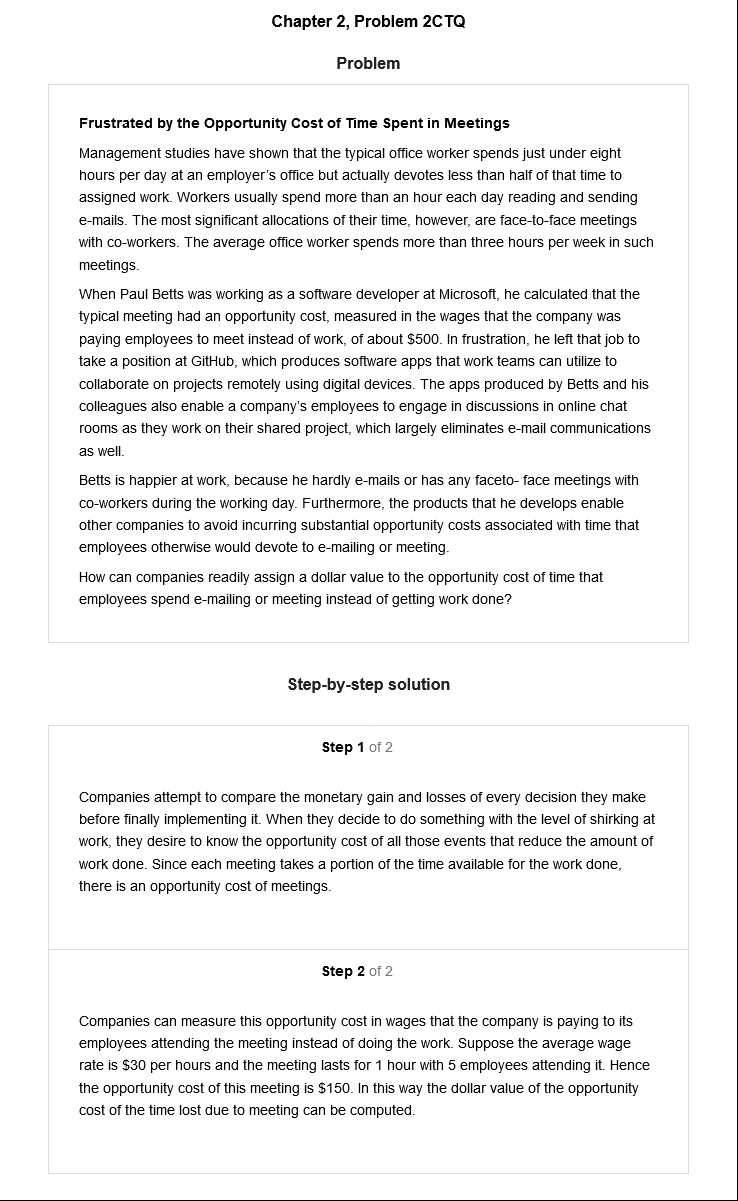 Chapter 2, Problem 2CTQ
Problem
Frustrated by the Opportunity Cost of Time Spent in Meetings
Management studies have shown that the typical office worker spends just under eight
hours per day at an employer's office but actually devotes less than half of that time to
assigned work. Workers usually spend more than an hour each day reading and sending
e-mails. The most significant allocations of their time, however, are face-to-face meetings
with co-workers. The average office worker spends more than three hours per week in such
meetings.
When Paul Betts was working as a software developer at Microsoft, he calculated that the
typical meeting had an opportunity cost, measured in the wages that the company was
paying employees to meet instead of work, of about $500. In frustration, he left that job to
take a position at GitHub, which produces software apps that work teams can utilize to
collaborate on projects remotely using digital devices. The apps produced by Betts and his
colleagues also enable a company's employees to engage in discussions in online chat
rooms as they work on their shared project, which largely eliminates e-mail communications
as well.
Betts is happier at work, because he hardly e-mails or has any faceto- face meetings with
co-workers during the working day. Furthermore, the products that he develops enable
other companies to avoid incurring substantial opportunity costs associated with time that
employees otherwise would devote to e-mailing or meeting.
How can companies readily assign a dollar value to the opportunity cost of time that
employees spend e-mailing or meeting instead of getting work done?
Step-by-step solution
Step 1 of 2
Companies attempt to compare the monetary gain and losses of every decision they make
before finally implementing it. When they decide to do something with the level of shirking at
work, they desire to know the opportunity cost of all those events that reduce the amount of
work done. Since each meeting takes a portion of the time available for the work done,
there is an opportunity cost of meetings.
Step 2 of 2
Companies can measure this opportunity cost in wages that the company is paying to its
employees attending the meeting instead of doing the work. Suppose the average wage
rate is $30 per hours and the meeting lasts for 1 hour with 5 employees attending it. Hence
the opportunity cost of this meeting is $150. In this way the dollar value of the opportunity
cost of the time lost due to meeting can be computed.